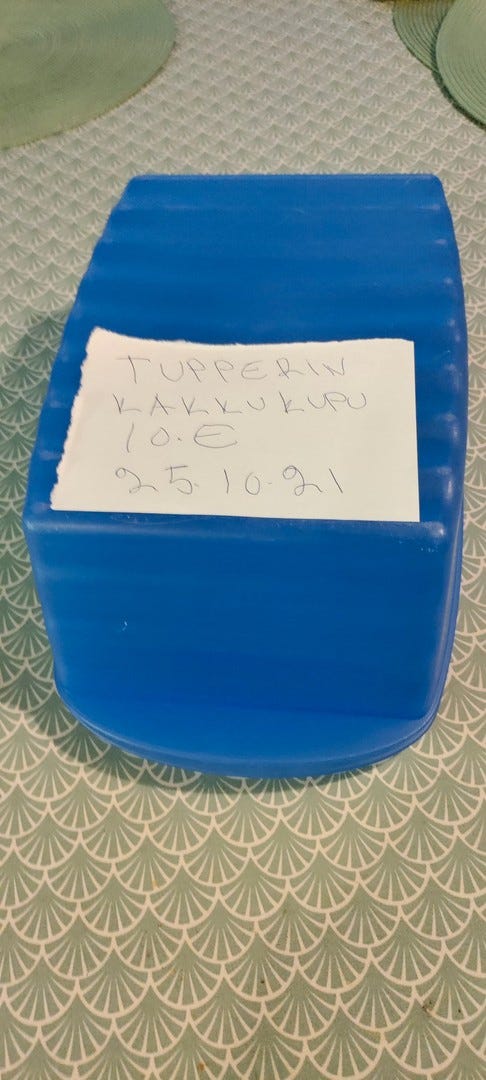 TUPPERIN
KAKKUKUPU
10.€
25.10.21